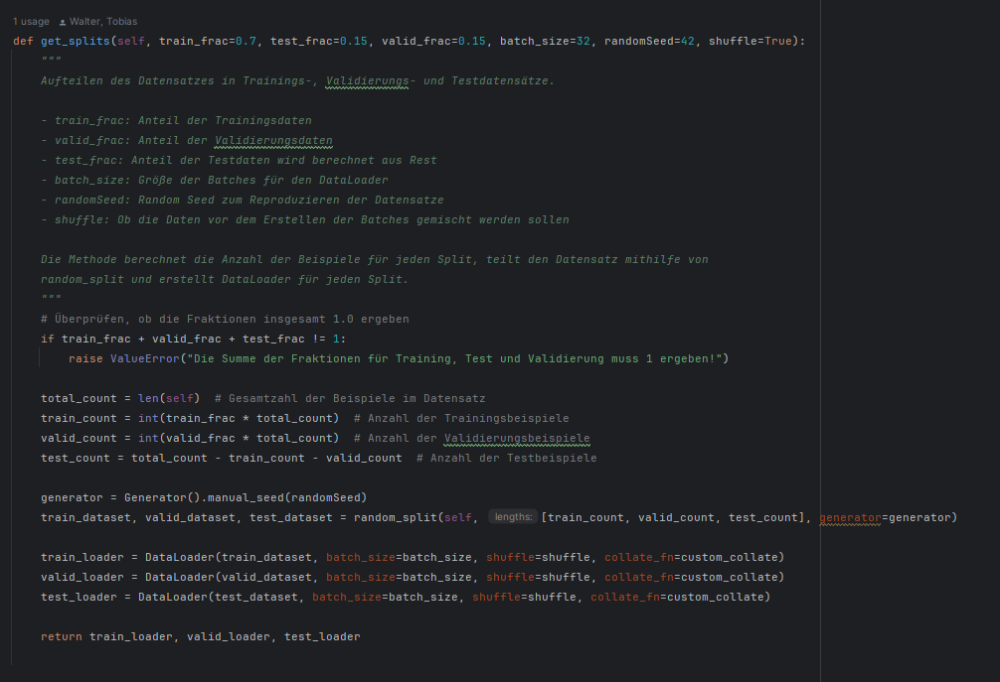 1 usage Walter, Tobias
def get_splits(self, train_frac=0.7, test_frac=0.15, valid_frac=0.15, batch_size=32, randomSeed=42, shuffle=True):
"""
Aufteilen des Datensatzes in Trainings-, Validierungs- und Testdatensätze.
- train_frac: Anteil der Trainingsdaten
- valid_frac: Anteil der Validierungsdaten
- test_frac: Anteil der Testdaten wird berechnet aus Rest
- batch_size: Größe der Batches für den DataLoader
- randomSeed: Random Seed zum Reproduzieren der Datensatze
- shuffle: Ob die Daten vor dem Erstellen der Batches gemischt werden sollen
Die Methode berechnet die Anzahl der Beispiele für jeden Split, teilt den Datensatz mithilfe von
random_split und erstellt DataLoader für jeden Split.
"""
# Überprüfen, ob die Fraktionen insgesamt 1.0 ergeben
if train_frac + valid_frac + test_frac != 1:
raise ValueError("Die Summe der Fraktionen für Training, Test und Validierung muss 1 ergeben!")
total_count = len(self)  # Gesamtzahl der Beispiele im Datensatz
train_count = int(train_frac * total_count)  # Anzahl der Trainingsbeispiele
valid_count = int(valid_frac * total_count)  # Anzahl der Validierungsbeispiele
test_count = total_count - train_count - valid_count  # Anzahl der Testbeispiele
generator = Generator().manual_seed(randomSeed)
train_dataset, valid_dataset, test_dataset = random_split(self, lengths: [train_count, valid_count, test_count], generator=generator)
train_loader = DataLoader(train_dataset, batch_size=batch_size, shuffle=shuffle, collate_fn=custom_collate)
valid_loader = DataLoader(valid_dataset, batch_size=batch_size, shuffle=shuffle, collate_fn=custom_collate)
test_loader = DataLoader(test_dataset, batch_size=batch_size, shuffle=shuffle, collate_fn=custom_collate)
return train_loader, valid_loader, test_loader